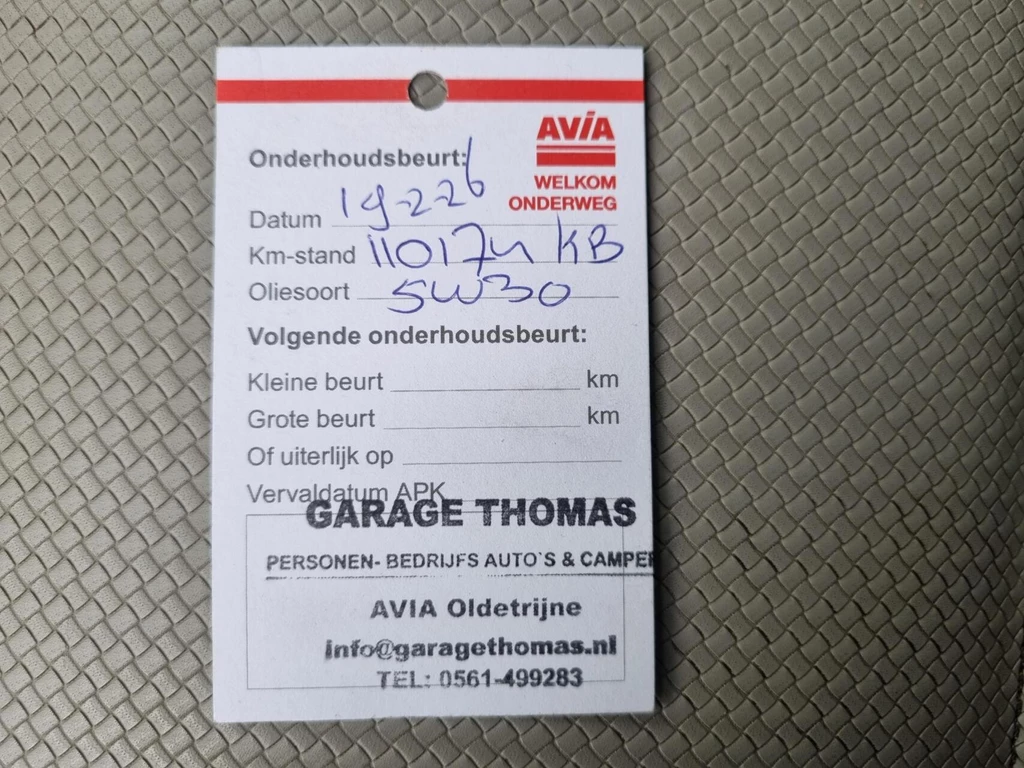 AVIA
WELKOM
ONDERWEG
Onderhoudsbeurt:
Datum 19-2-26
Km-stand 110174 KB
Oliesoort 5W30
Volgende onderhoudsbeurt:
Kleine beurt km
Grote beurt km
Of uiterlijk op
Vervaldatum APK
GARAGE THOMAS
PERSONEN- BEDRIJFS AUTO'S & CAMPER
AVIA Oldetrijne
info@garagethomas.nl
TEL: 0561-499283